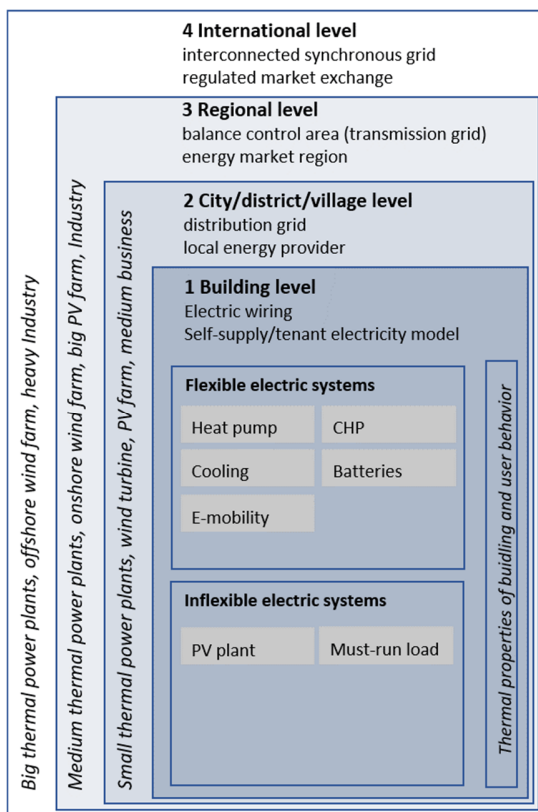 4 International level
interconnected synchronous grid
regulated market exchange
3 Regional level
balance control area (transmission grid)
energy market region
2 City/district/village level
distribution grid
local energy provider
1 Building level
Electric wiring
Self-supply/tenant electricity model
Flexible electric systems
Heat pump
CHP
Cooling
Batteries
E-mobility
Inflexible electric systems
PV plant
Must-run load
Thermal properties of buidling and user behavior
Small thermal power plants, wind turbine, PV farm, medium business
Medium thermal power plants, onshore wind farm, big PV farm, Industry
Big thermal power plants, offshore wind farm, heavy Industry